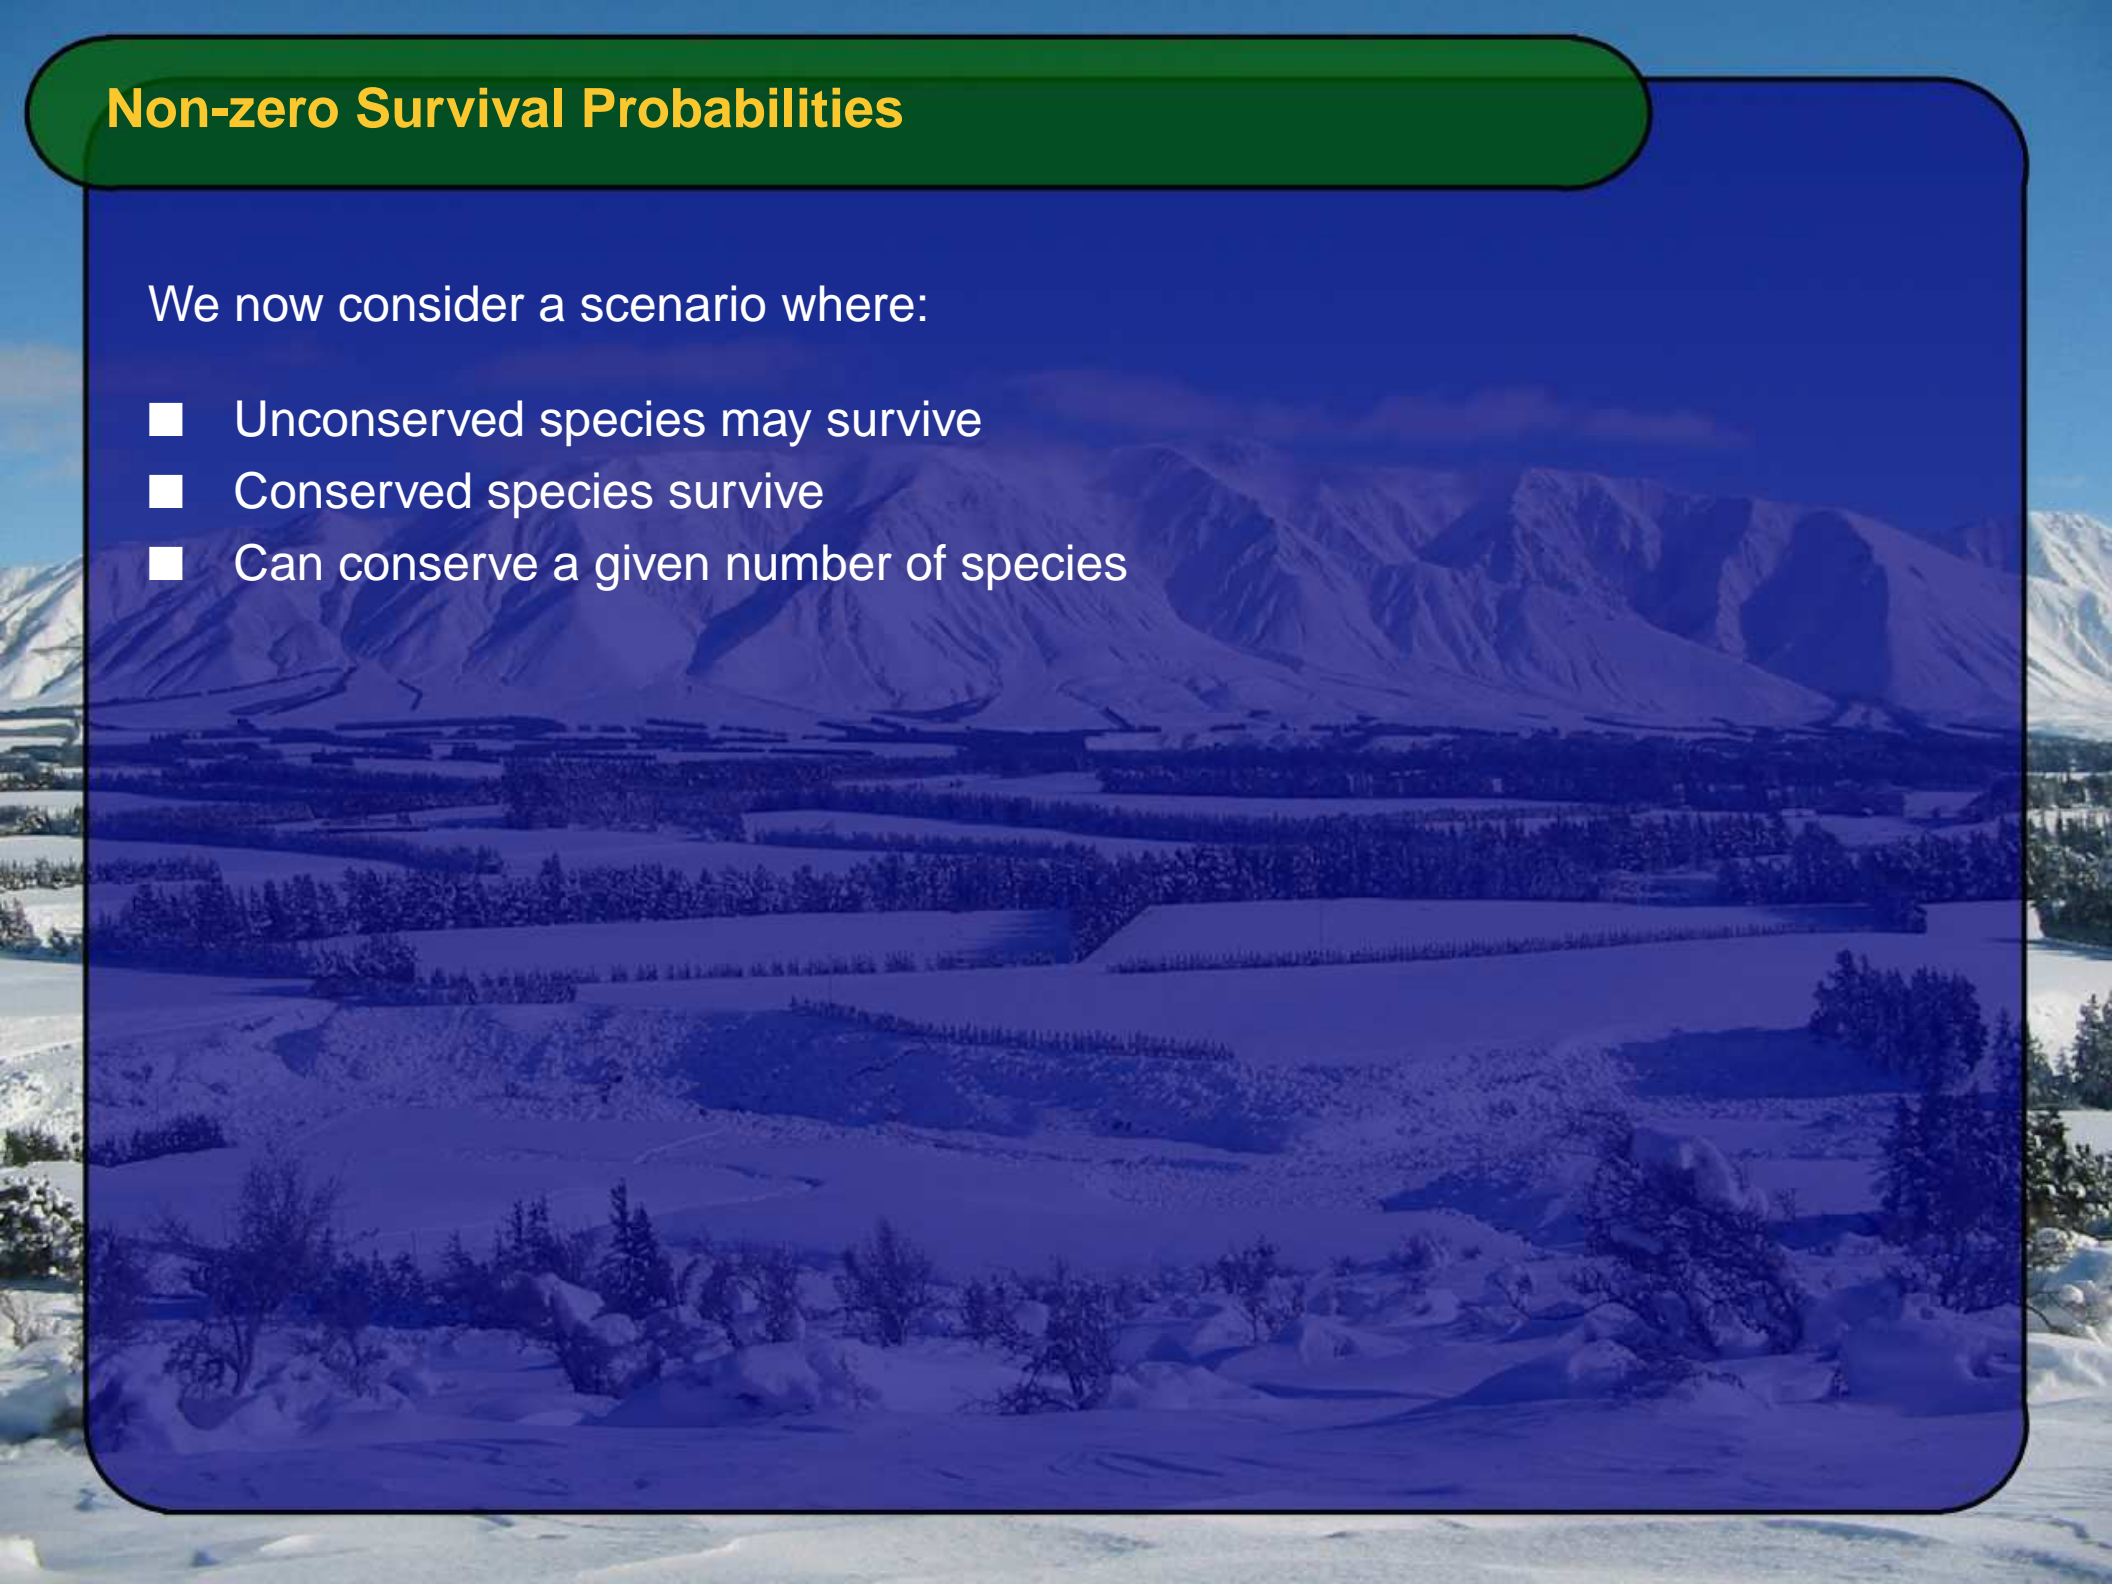 Non-zero Survival Probabilities
We now consider a scenario where:
■ Unconserved species may survive
■ Conserved species survive
■ Can conserve a given number of species